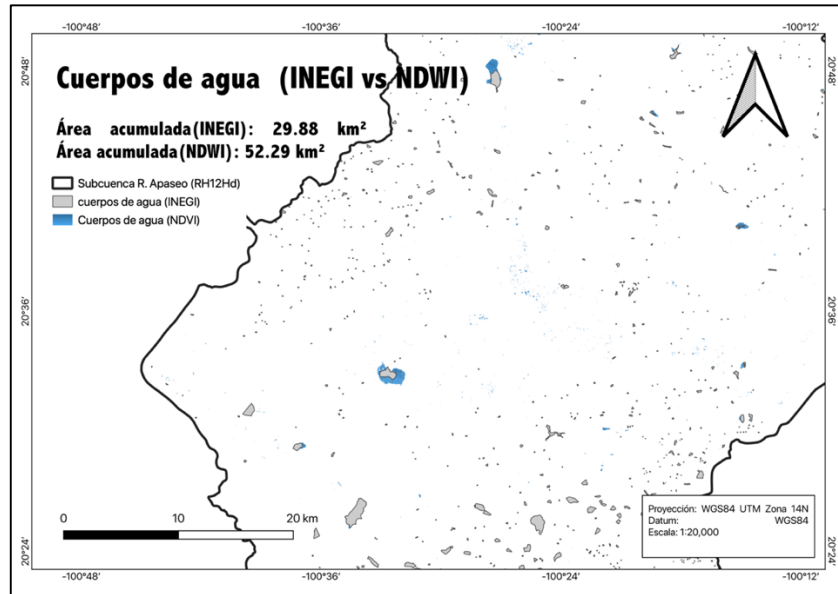 -100°48' -100°36' -100°24' -100°12'
20°48'
20°48'
Cuerpos de agua (INEGI vs NDWI)
Área acumulada(INEGI): 29.88 km²
Área acumulada(NDWI): 52.29 km²
Subcuenca R. Apaseo (RH12Hd)
cuerpos de agua (INEGI)
Cuerpos de agua (NDVI)
20°36'
20°36'
0 10 20 km
Proyección: WGS84 UTM Zona 14N
Datum: WGS84
Escala: 1:20,000
20°24'
20°24'
-100°48' -100°36' -100°24' -100°12'